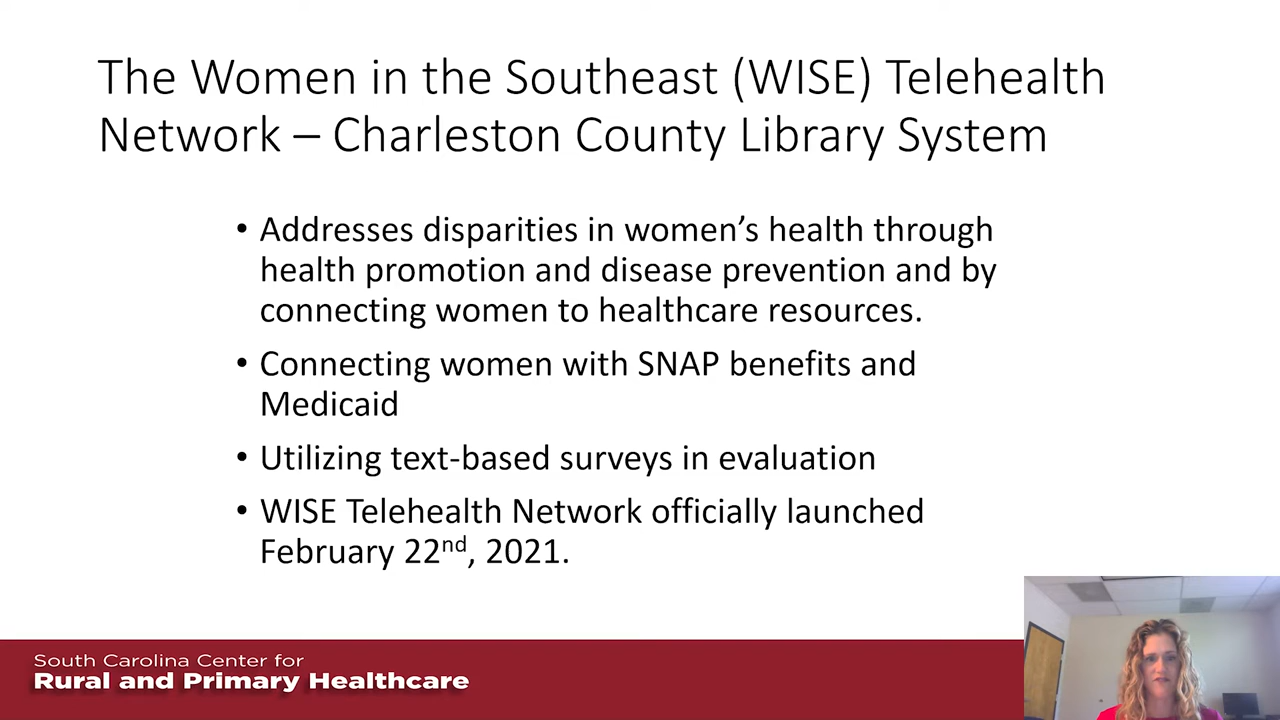 The Women in the Southeast (WISE) Telehealth
Network – Charleston County Library System
• Addresses disparities in women’s health through
health promotion and disease prevention and by
connecting women to healthcare resources.
• Connecting women with SNAP benefits and
Medicaid
• Utilizing text-based surveys in evaluation
• WISE Telehealth Network officially launched
February 22nd, 2021.
South Carolina Center for
Rural and Primary Healthcare